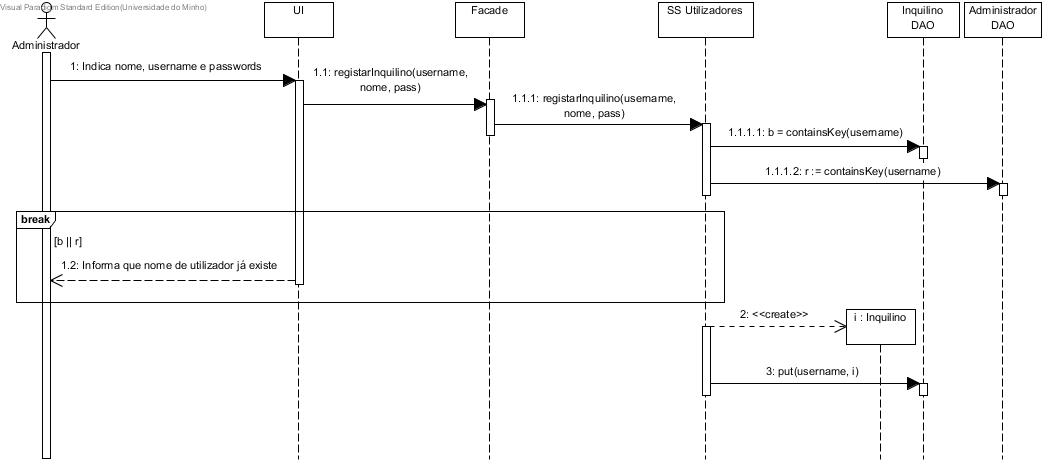 Visual Paradigm Standard Edition(Universidade do Minho)
UI
Facade
SS Utilizadores
Inquilino
DAO
Administrador
DAO
Administrador
1: Indica nome, username e passwords
1.1: registarInquilino(username,
nome, pass)
1.1.1: registarInquilino(username,
nome, pass)
1.1.1.1: b = containsKey(username)
1.1.1.2: r := containsKey(username)
break
[b || r]
1.2: Informa que nome de utilizador já existe
2: <<create>>
i : Inquilino
3: put(username, i)